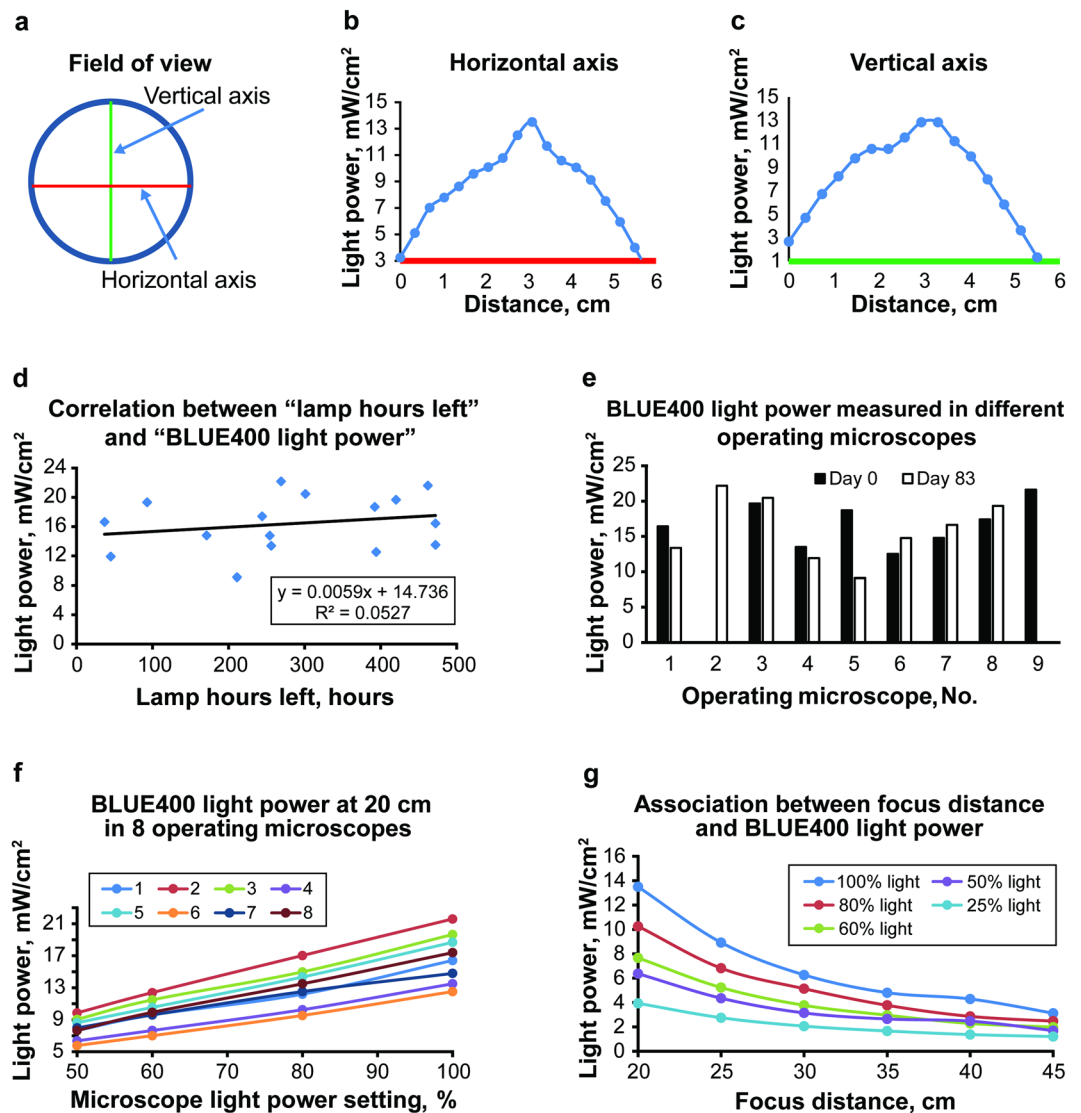 a
Field of view
Vertical axis
Horizontal axis
b
Horizontal axis
Light power, mW/cm²
15
13
11
9
7
5
3
0 1 2 3 4 5 6
Distance, cm
c
Vertical axis
Light power, mW/cm²
15
13
11
9
7
5
3
1
0 1 2 3 4 5 6
Distance, cm
d
Correlation between “lamp hours left”
and “BLUE400 light power”
Light power, mW/cm²
24
20
16
12
8
4
0
y = 0.0059x + 14.736
R² = 0.0527
0 100 200 300 400 500
Lamp hours left, hours
e
BLUE400 light power measured in different
operating microscopes
Light power, mW/cm²
25
20
15
10
5
0
Day 0 Day 83
1 2 3 4 5 6 7 8 9
Operating microscope, No.
f
BLUE400 light power at 20 cm
in 8 operating microscopes
Light power, mW/cm²
1 2 3 4
5 6 7 8
21
17
13
9
5
50 60 70 80 90 100
Microscope light power setting, %
g
Association between focus distance
and BLUE400 light power
Light power, mW/cm²
16
14
12
10
8
6
4
2
0
100% light 50% light
80% light 25% light
60% light
20 25 30 35 40 45
Focus distance, cm